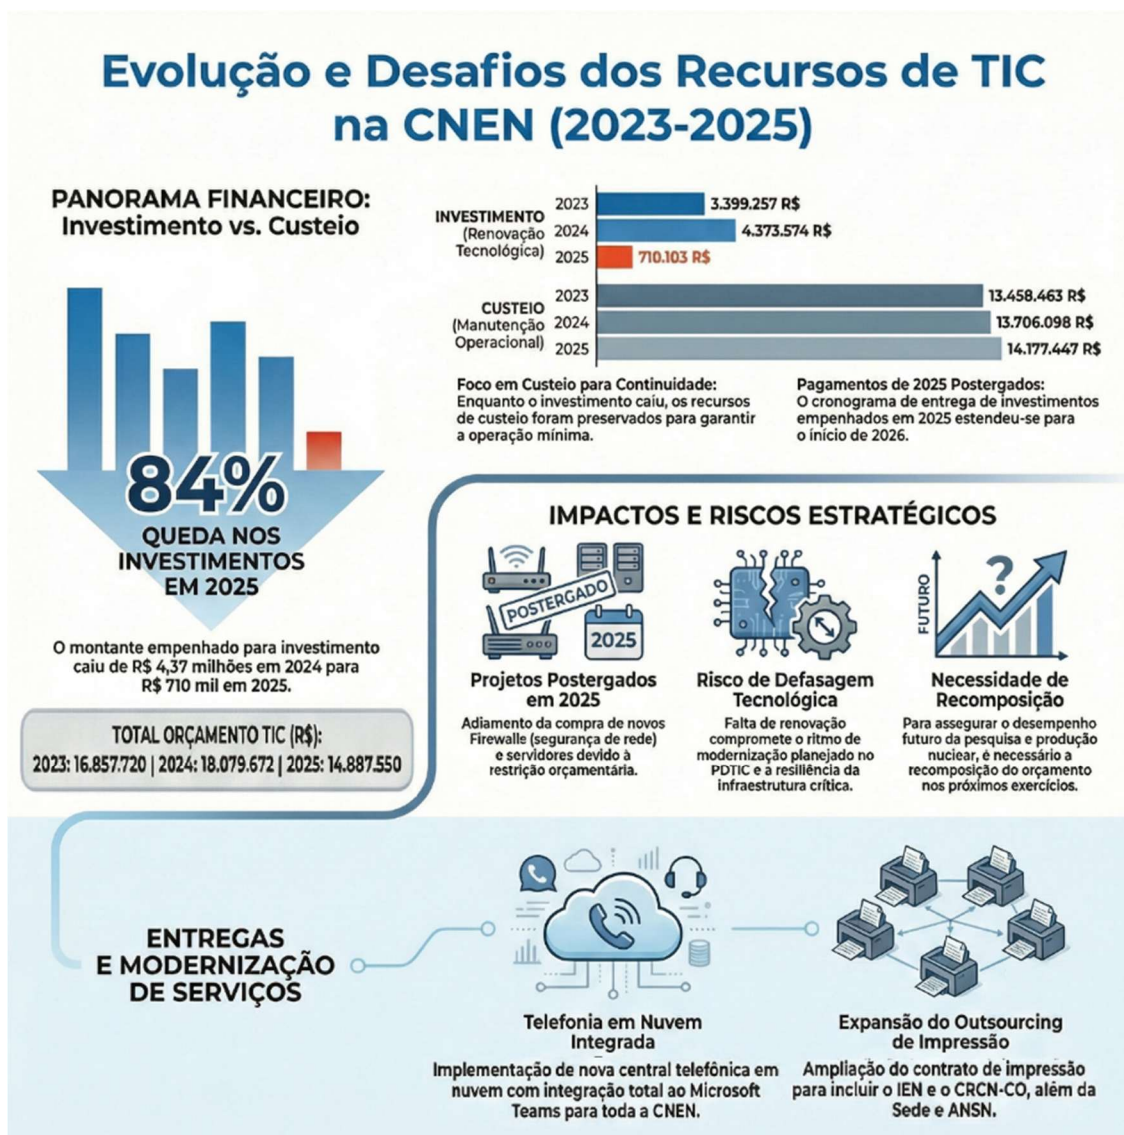 Evolução e Desafios dos Recursos de TIC
na CNEN (2023-2025)
PANORAMA FINANCEIRO:
Investimento vs. Custeio
84%
QUEDA NOS
INVESTIMENTOS
EM 2025
O montante empenhado para investimento
caiu de R$ 4,37 milhões em 2024 para
R$ 710 mil em 2025.
TOTAL ORÇAMENTO TIC (R$):
2023: 16.857.720 | 2024: 18.079.672 | 2025: 14.887.550
INVESTIMENTO
(Renovação
Tecnológica)
2023 3.399.257 R$
2024 4.373.574 R$
2025 710.103 R$
CUSTEIO
(Manutenção
Operacional)
2023 13.458.463 R$
2024 13.706.098 R$
2025 14.177.447 R$
Foco em Custeio para Continuidade:
Enquanto o investimento caiu, os recursos
de custeio foram preservados para garantir
a operação mínima.
Pagamentos de 2025 Postergados:
O cronograma de entrega de investimentos
empenhados em 2025 estendeu-se para
o início de 2026.
IMPACTOS E RISCOS ESTRATÉGICOS
POSTERGADO
2025
Projetos Postergados
em 2025
Adiamento da compra de novos
Firewalle (segurança de rede)
e servidores devido à
restrição orçamentária.
Risco de Defasagem
Tecnológica
Falta de renovação
compromete o ritmo de
modernização planejado no
PDTIC e a resiliência da
infraestrutura crítica.
FUTURO
?
Necessidade de
Recomposição
Para assegurar o desempenho
futuro da pesquisa e produção
nuclear, é necessário a
recomposição do orçamento
nos próximos exercícios.
ENTREGAS
E MODERNIZAÇÃO
DE SERVIÇOS
Telefonia em Nuvem
Integrada
Implementação de nova central telefônica em
nuvem com integração total ao Microsoft
Teams para toda a CNEN.
Expansão do Outsourcing
de Impressão
Ampliação do contrato de impressão
para incluir o IEN e o CRCN-CO, além da
Sede e ANSN.